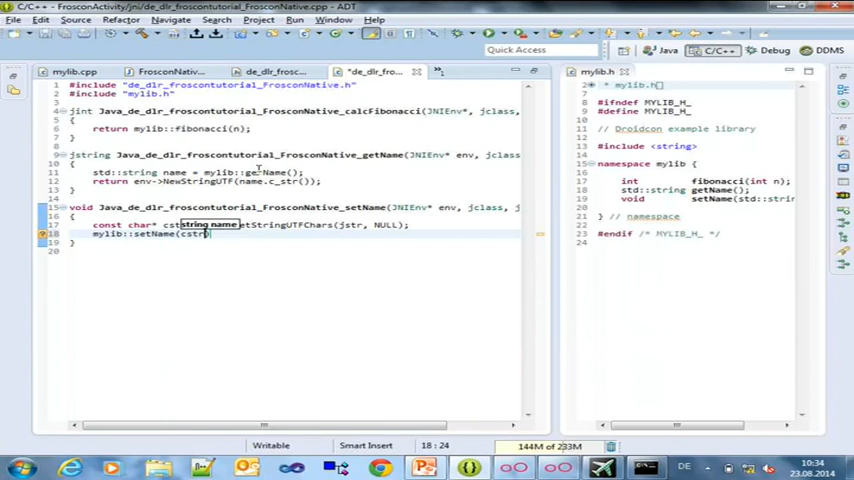 C/C++ - FrosconActivity/jni/de_dlr_froscontutorial_FrosconNative.cpp - ADT
File Edit Source Refactor Navigate Search Project Run Window Help
Quick Access
Java C/C++ Debug DDMS
mylib.cpp FrosconNativ... de_dlr_frosc... *de_dlr_fro... mylib.h
1 #include "de_dlr_froscontutorial_FrosconNative.h"
2 #include "mylib.h"
3
4 jint Java_de_dlr_froscontutorial_FrosconNative_calcFibonacci(JNIEnv*, jclass,
5 {
6 return mylib::fibonacci(n);
7 }
8
9 jstring Java_de_dlr_froscontutorial_FrosconNative_getName(JNIEnv* env, jclass,
10 {
11 std::string name = mylib::getName();
12 return env->NewStringUTF(name.c_str());
13 }
14
15 void Java_de_dlr_froscontutorial_FrosconNative_setName(JNIEnv* env, jclass, j
16 {
17 const char* cst string name etStringUTFChars(jstr, NULL);
18 mylib::setName(cstr)
19 }
20
2 * mylib.h
6
7 #ifndef MYLIB_H_
8 #define MYLIB_H_
9
10 // Droidcon example library
11
12 #include <string>
13
14 namespace mylib {
15
16 int fibonacci(int n);
17 std::string getName();
18 void setName(std::string
19
20 } // namespace
21
22
23 #endif /* MYLIB_H_ */
24
Writable Smart Insert 18 : 24 144M of 233M
DE 10:34
23.08.2014